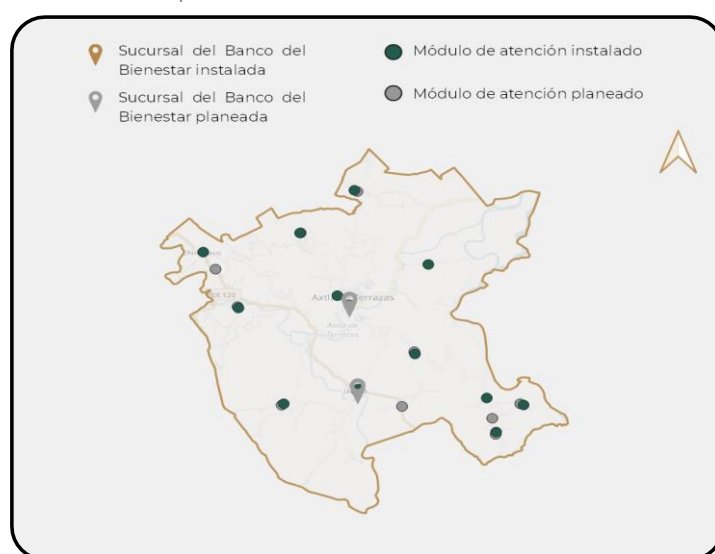 Sucursal del Banco del
Bienestar instalada
Sucursal del Banco del
Bienestar planeada
Módulo de atención instalado
Módulo de atención planeado
Axtla de Terrazas